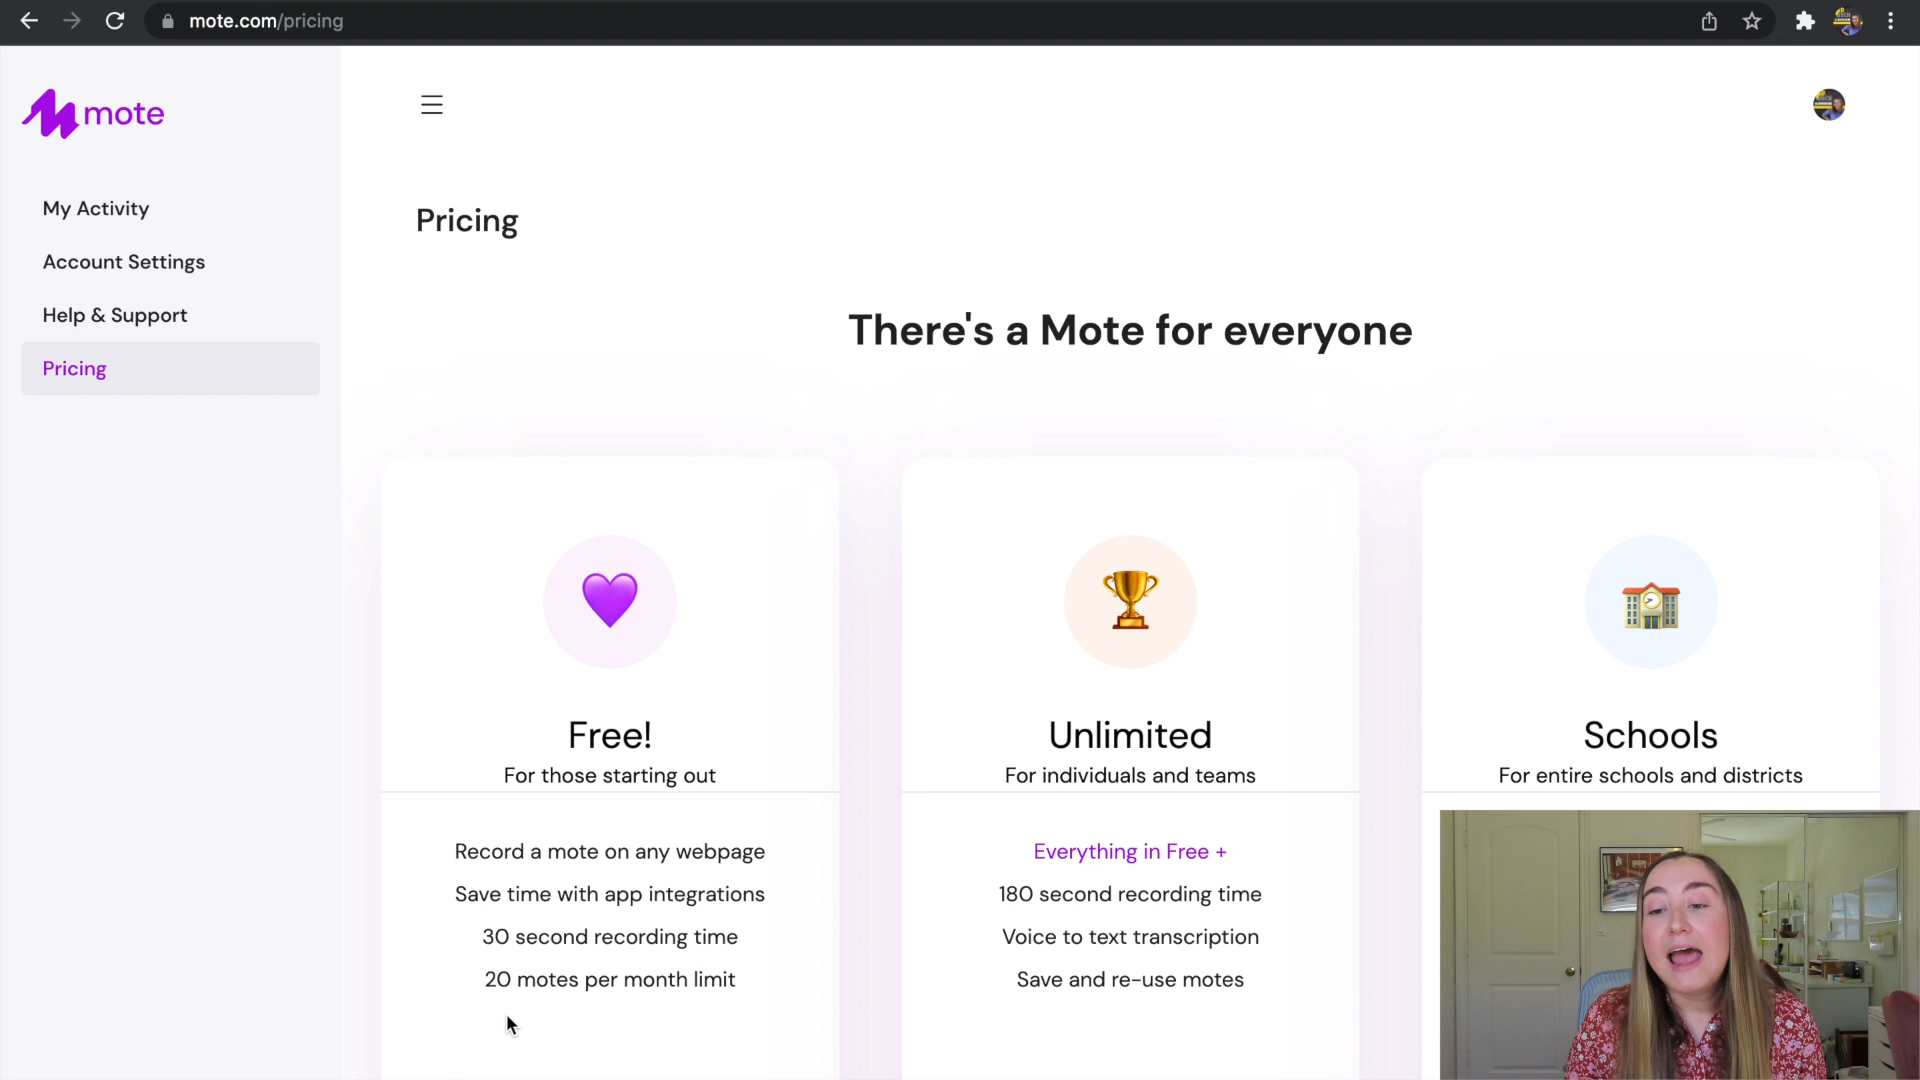 mote.com/pricing
mote
My Activity
Account Settings
Help & Support
Pricing
Pricing
There's a Mote for everyone
Free!
For those starting out
Record a mote on any webpage
Save time with app integrations
30 second recording time
20 motes per month limit
Unlimited
For individuals and teams
Everything in Free +
180 second recording time
Voice to text transcription
Save and re-use motes
Schools
For entire schools and districts